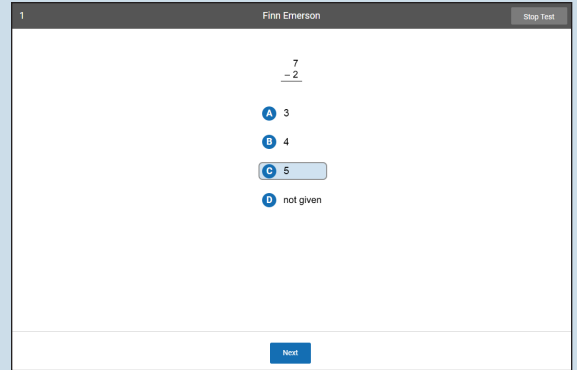 1 Finn Emerson Stop Test
7
– 2
A 3
B 4
C 5
D not given
Next